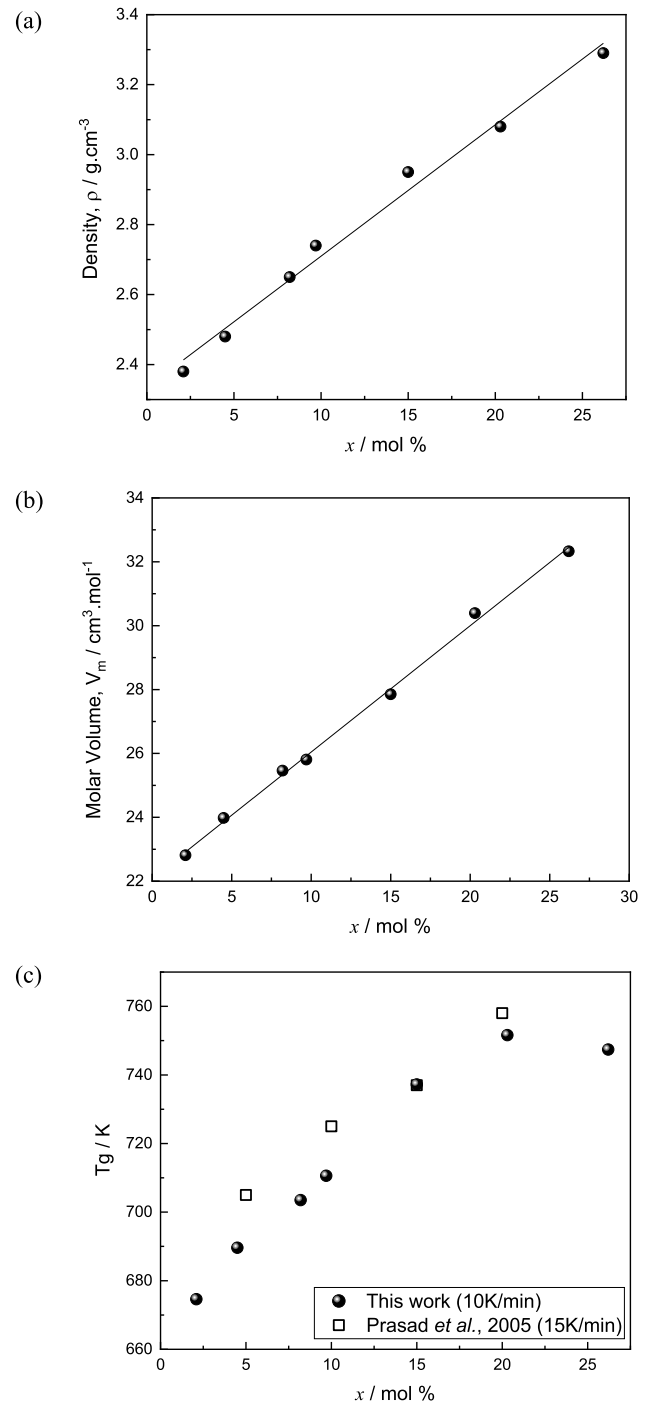 (a)
3.4
3.2
3.0
2.8
2.6
2.4
Density, ρ / g.cm-3
0 5 10 15 20 25
x / mol %
(b)
34
32
30
28
26
24
22
Molar Volume, Vm / cm3.mol-1
0 5 10 15 20 25 30
x / mol %
(c)
760
740
720
700
680
660
Tg / K
This work (10K/min)
Prasad et al., 2005 (15K/min)
0 5 10 15 20 25
x / mol %